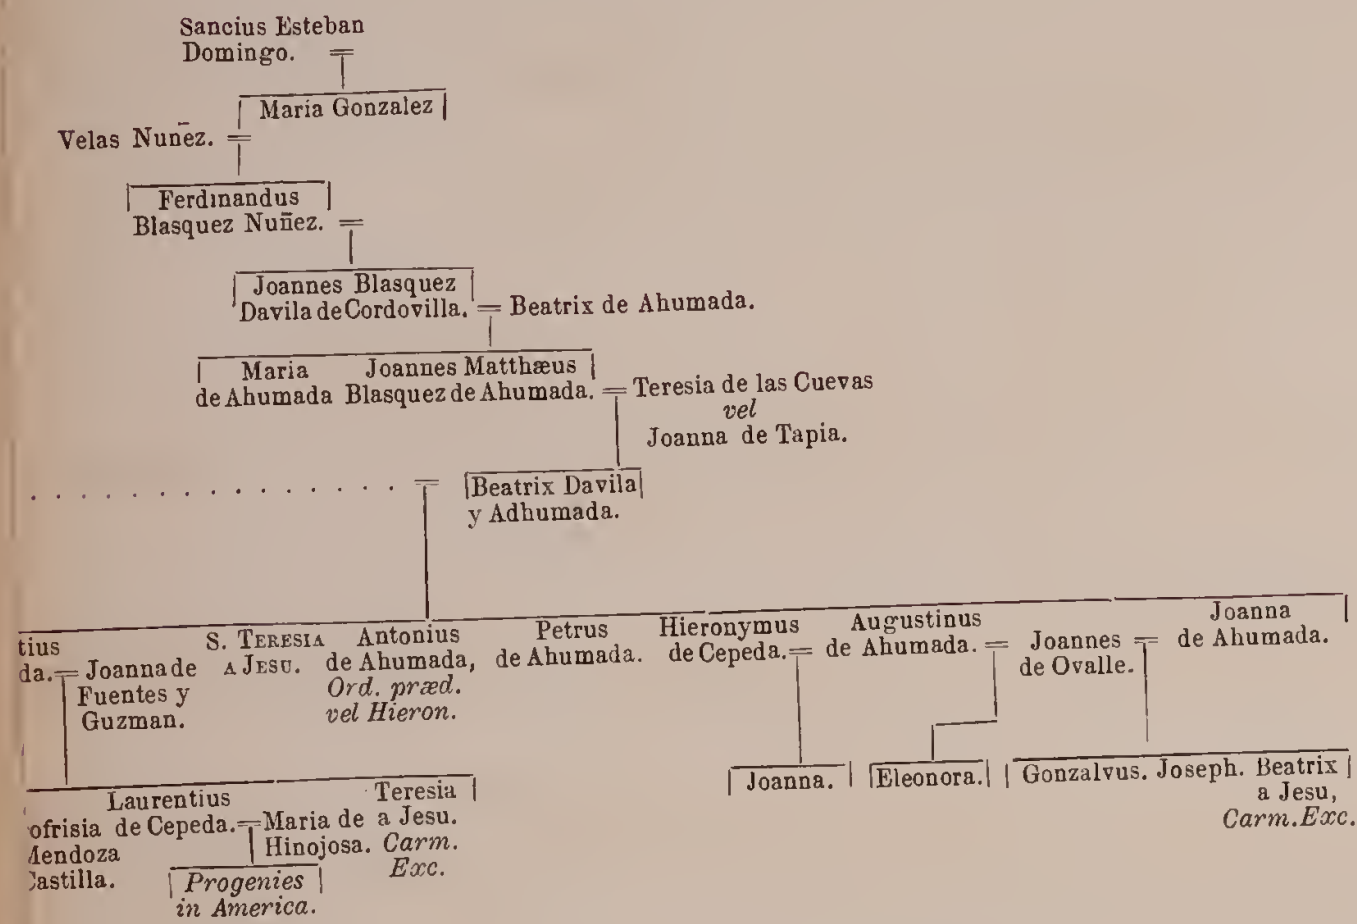 Sancius Esteban
Domingo.
Maria Gonzalez
Velas Nuñez.
Ferdinandus
Blasquez Nuñez.
Joannes Blasquez
Davila de Cordovilla. = Beatrix de Ahumada.
Maria
de Ahumada
Joannes Matthæus
Blasquez de Ahumada.
= Teresia de las Cuevas
vel
Joanna de Tapia.
. . . . . . . . . . . . . . . =
Beatrix Davila
y Adhumada.
tius
da. = Joanna de
Fuentes y
Guzman.
S. TERESIA
A JESU.
Antonius
de Ahumada,
Ord. præd.
vel Hieron.
Petrus
de Ahumada.
Hieronymus
de Cepeda. =
Augustinus
de Ahumada. =
Joannes
de Ovalle. =
Joanna
de Ahumada.
ofrisia
Mendoza
Castilla.
Laurentius
de Cepeda. = Maria de
Hinojosa.
Teresia
a Jesu.
Carm.
Exc.
Progenies
in America.
Joanna.
Eleonora.
Gonzalvus. Joseph. Beatrix
a Jesu,
Carm. Exc.